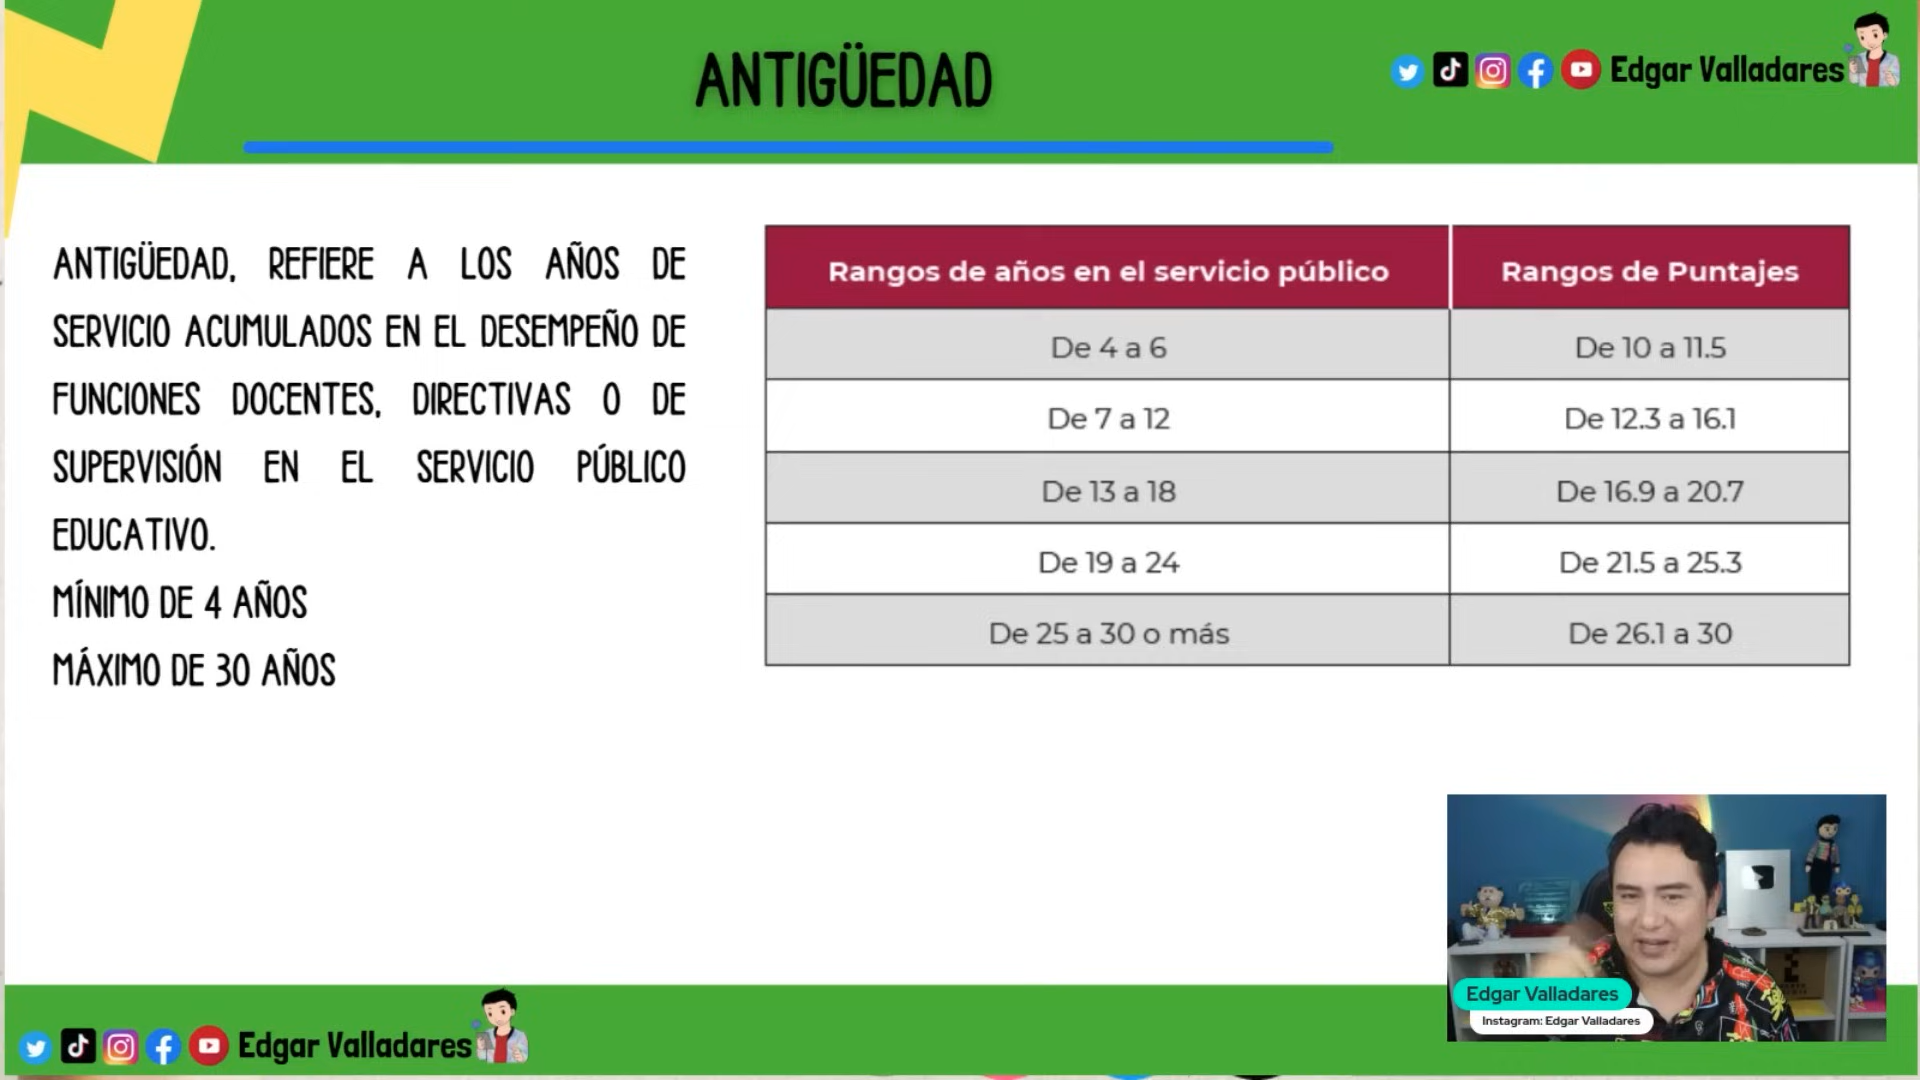 ANTIGÜEDAD
Edgar Valladares
ANTIGÜEDAD, REFIERE A LOS AÑOS DE
SERVICIO ACUMULADOS EN EL DESEMPEÑO DE
FUNCIONES DOCENTES, DIRECTIVAS O DE
SUPERVISIÓN EN EL SERVICIO PÚBLICO
EDUCATIVO.
MÍNIMO DE 4 AÑOS
MÁXIMO DE 30 AÑOS
Rangos de años en el servicio público Rangos de Puntajes
De 4 a 6 De 10 a 11.5
De 7 a 12 De 12.3 a 16.1
De 13 a 18 De 16.9 a 20.7
De 19 a 24 De 21.5 a 25.3
De 25 a 30 o más De 26.1 a 30
Edgar Valladares
Instagram: Edgar Valladares
Edgar Valladares